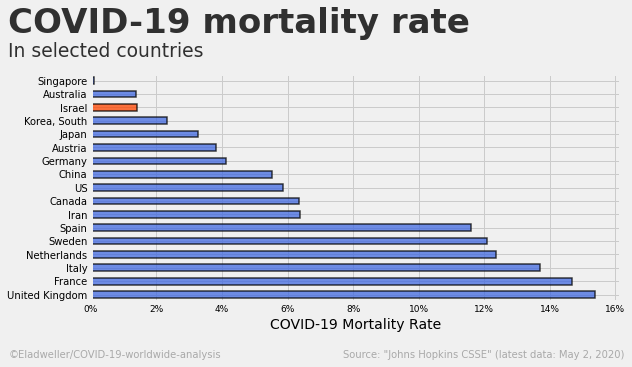 COVID-19 mortality rate
In selected countries
Singapore
Australia
Israel
Korea, South
Japan
Austria
Germany
China
US
Canada
Iran
Spain
Sweden
Netherlands
Italy
France
United Kingdom
0% 2% 4% 6% 8% 10% 12% 14% 16%
COVID-19 Mortality Rate
©Eladweller/COVID-19-worldwide-analysis Source: "Johns Hopkins CSSE" (latest data: May 2, 2020)